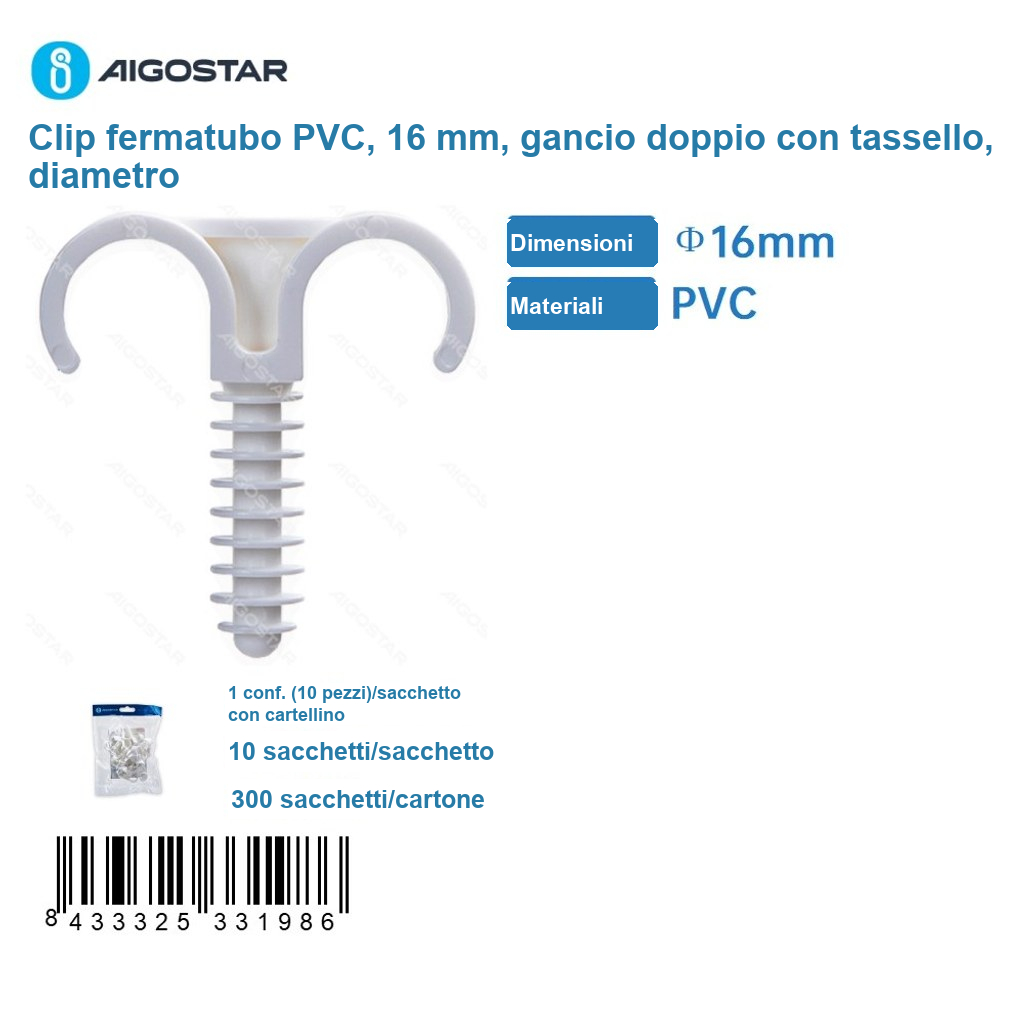 AIGOSTAR
Clip fermatubo PVC, 16 mm, gancio doppio con tassello,
diametro
Dimensioni Φ16mm
Materiali PVC
1 conf. (10 pezzi)/sacchetto
con cartellino
10 sacchetti/sacchetto
300 sacchetti/cartone
8 433325 331986